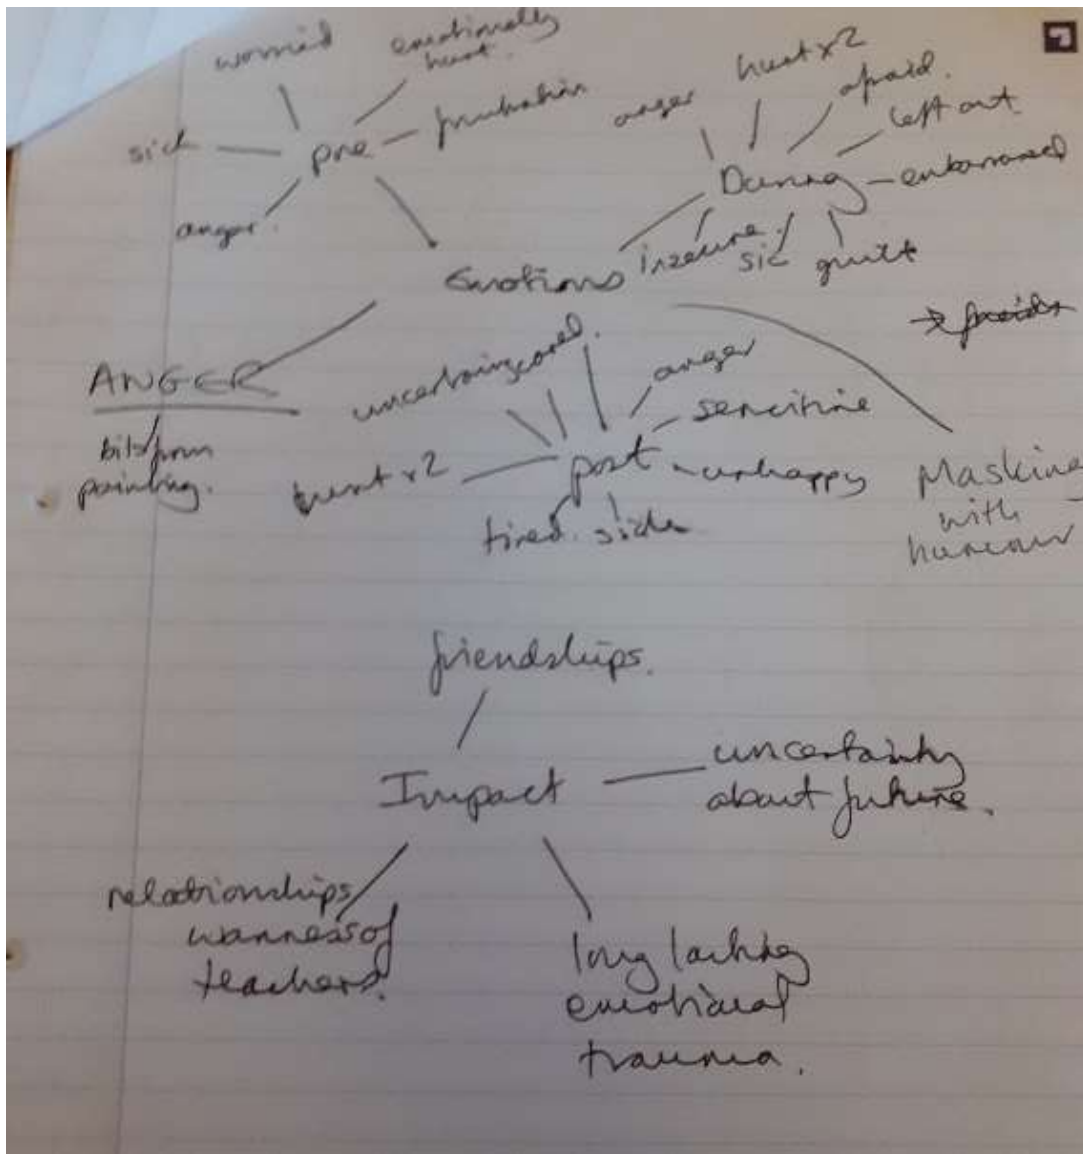 worried
emotionally
hurt.
frustration
sick
pre
anger.
hurt x2
anger
afraid.
left out
During
embarrassed
insecure.
sic
guilt
Emotions
ANGER
bits from
painting.
uncertain
scared.
anger
sensitive
hurt x2
post
unhappy
tired.
sick
Masking
with
humour
friendships.
Impact
uncertainty
about future.
relationships
wariness of
teachers.
long lasting
emotional
trauma.